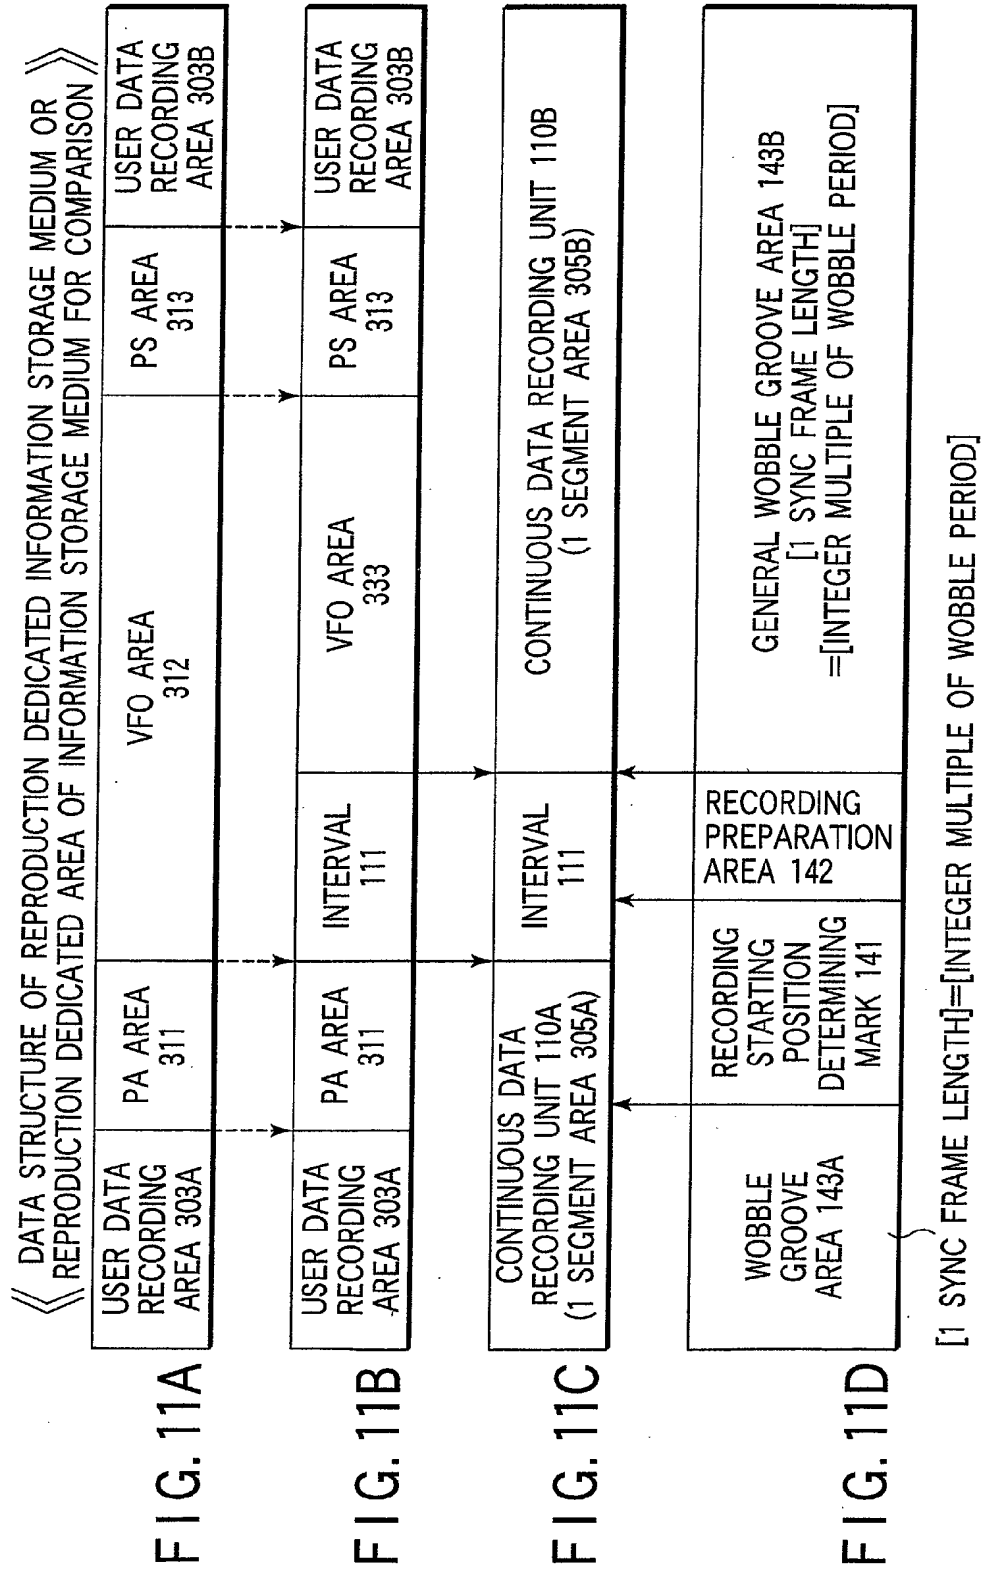 《 DATA STRUCTURE OF REPRODUCTION DEDICATED INFORMATION STORAGE MEDIUM OR
REPRODUCTION DEDICATED AREA OF INFORMATION STORAGE MEDIUM FOR COMPARISON 》
FIG. 11A
USER DATA
RECORDING
AREA 303A
PA AREA
311
VFO AREA
312
PS AREA
313
USER DATA
RECORDING
AREA 303B
FIG. 11B
USER DATA
RECORDING
AREA 303A
PA AREA
311
INTERVAL
111
VFO AREA
333
PS AREA
313
USER DATA
RECORDING
AREA 303B
FIG. 11C
CONTINUOUS DATA
RECORDING UNIT 110A
(1 SEGMENT AREA 305A)
INTERVAL
111
CONTINUOUS DATA RECORDING UNIT 110B
(1 SEGMENT AREA 305B)
FIG. 11D
WOBBLE
GROOVE
AREA 143A
RECORDING
STARTING
POSITION
DETERMINING
MARK 141
RECORDING
PREPARATION
AREA 142
GENERAL WOBBLE GROOVE AREA 143B
[1 SYNC FRAME LENGTH]
=[INTEGER MULTIPLE OF WOBBLE PERIOD]
[1 SYNC FRAME LENGTH]=[INTEGER MULTIPLE OF WOBBLE PERIOD]